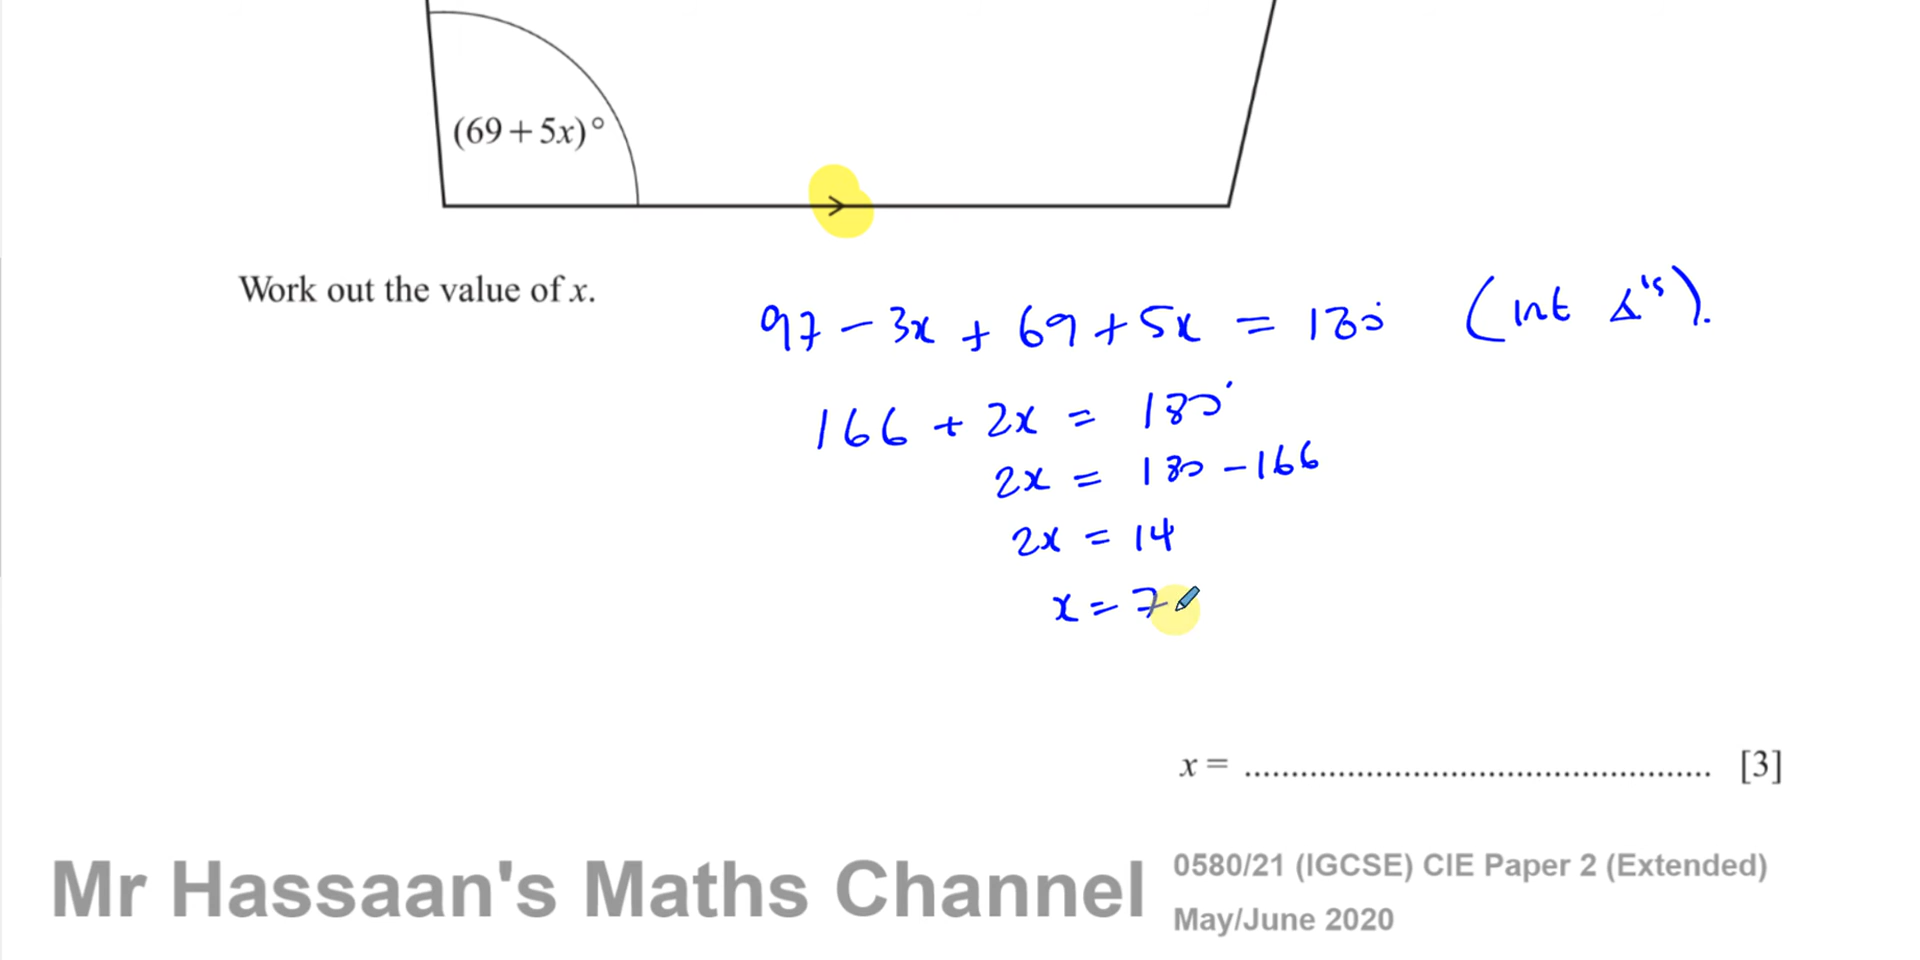 (69 + 5x)°
Work out the value of x.
97 - 3x + 69 + 5x = 180° (int ∡'s).
166 + 2x = 180°
2x = 180 - 166
2x = 14
x = 7
x = ........................................ [3]
Mr Hassaan's Maths Channel
0580/21 (IGCSE) CIE Paper 2 (Extended)
May/June 2020